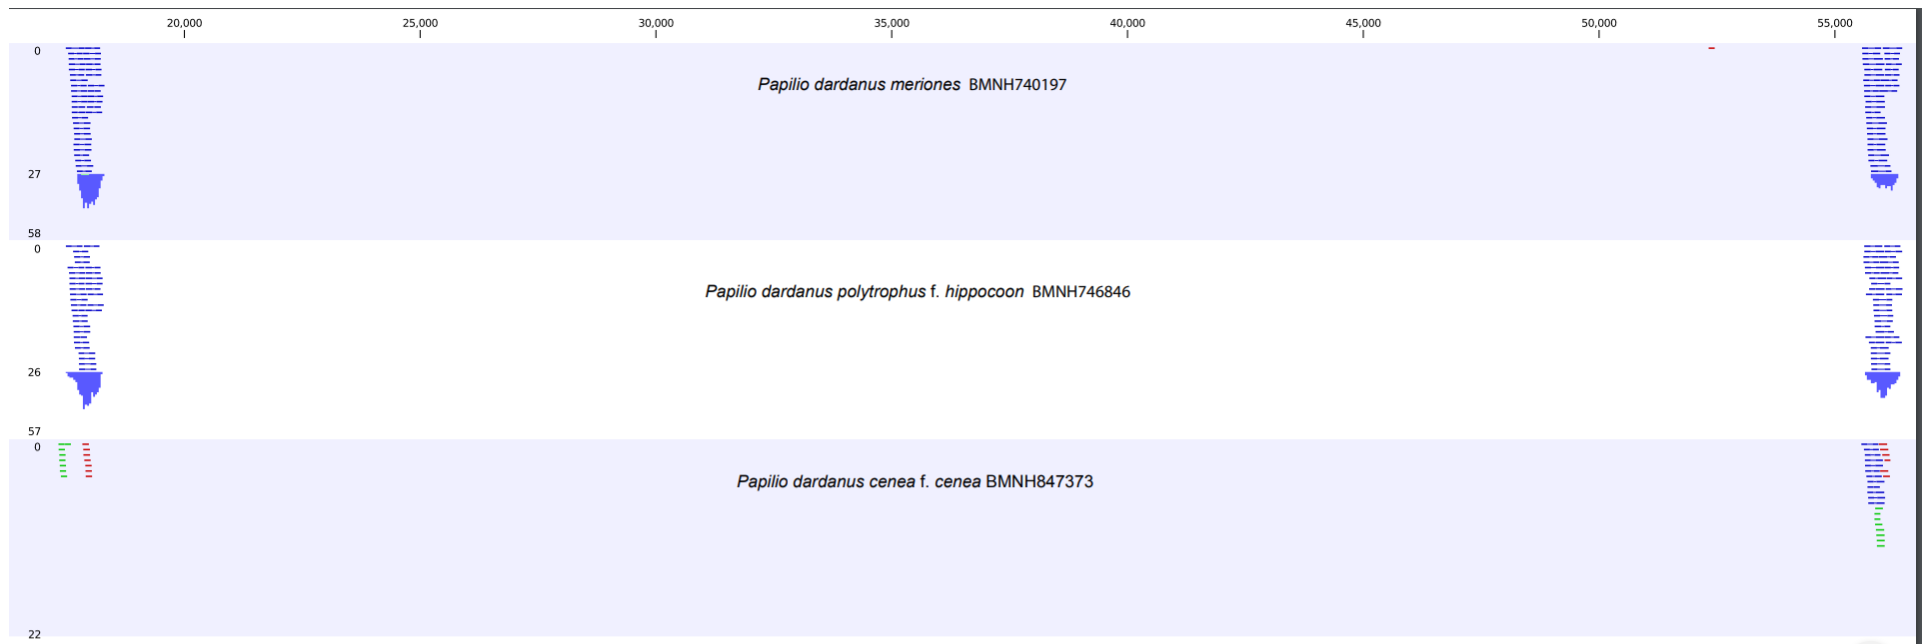 20,000 25,000 30,000 35,000 40,000 45,000 50,000 55,000
0
Papilio dardanus meriones BMNH740197
27
58
0
Papilio dardanus polytrophus f. hippocoon BMNH746846
26
57
0
Papilio dardanus cenea f. cenea BMNH847373
22